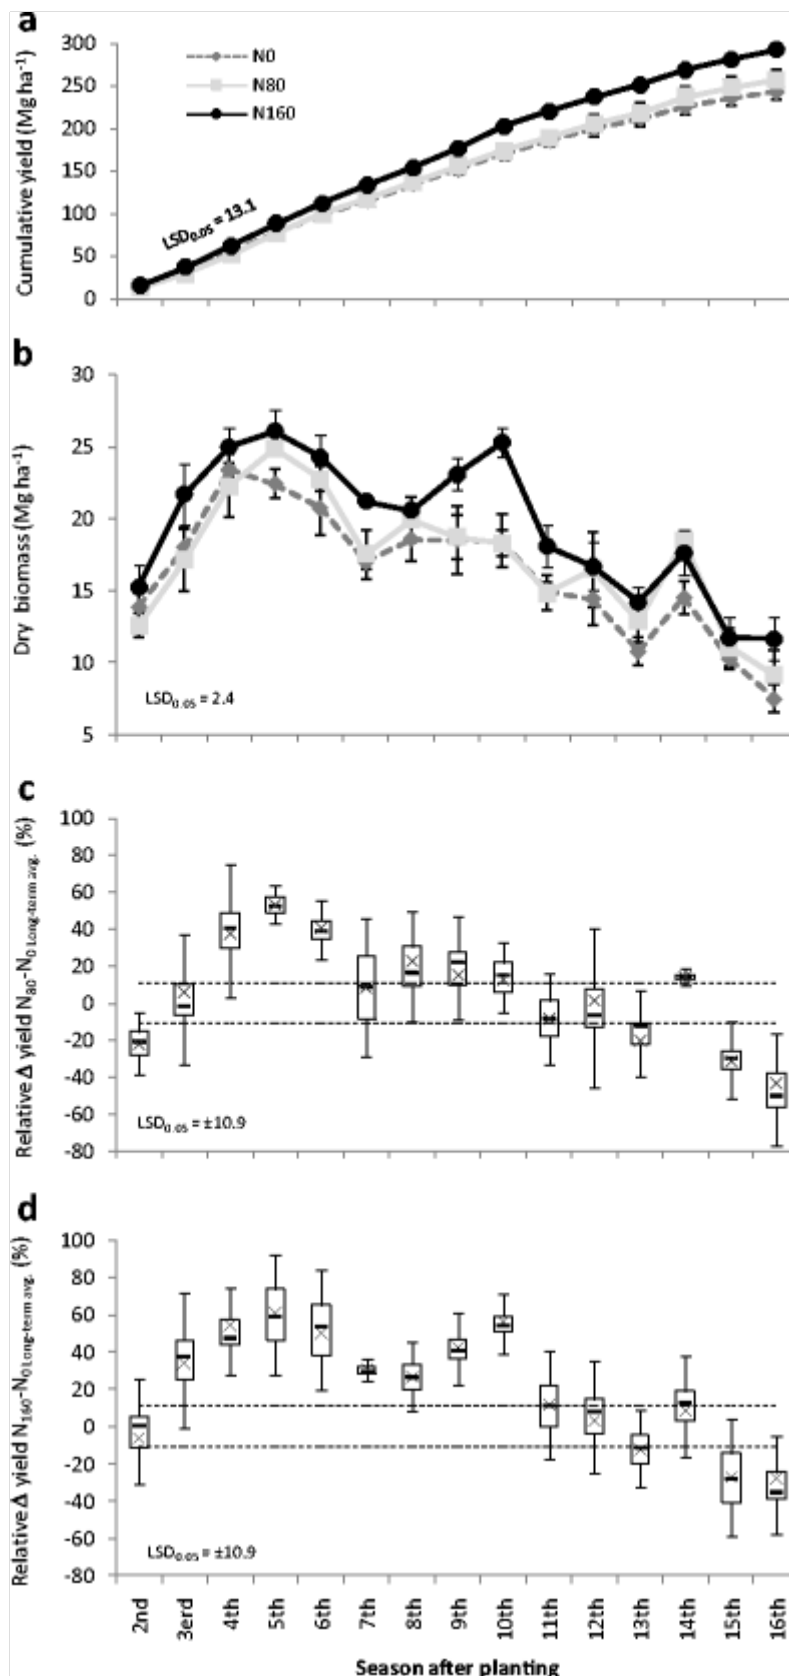 a
Cumulative yield (Mg ha⁻¹)
300
250
200
150
100
50
0
N0
N80
N160
LSD0.05 = 13.1
b
Dry biomass (Mg ha⁻¹)
30
25
20
15
10
5
LSD0.05 = 2.4
c
Relative Δ yield N80-N0 Long-term avg. (%)
100
80
60
40
20
0
-20
-40
-60
-80
LSD0.05 = ±10.9
d
Relative Δ yield N160-N0 Long-term avg. (%)
100
80
60
40
20
0
-20
-40
-60
-80
LSD0.05 = ±10.9
2nd
3erd
4th
5th
6th
7th
8th
9th
10th
11th
12th
13th
14th
15th
16th
Season after planting